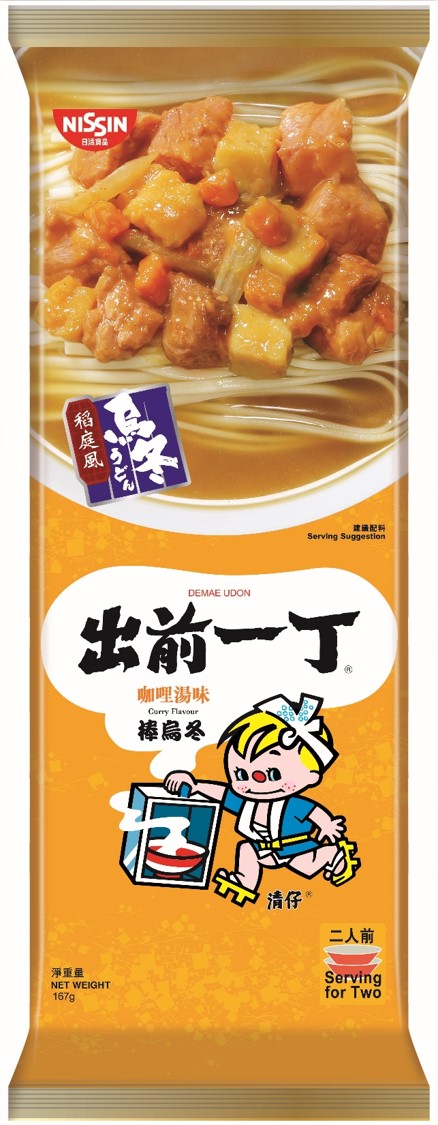 NISSIN
日清食品
稻庭風
烏冬
うどん
建議配料
Serving Suggestion
DEMAE UDON
出前一丁®
咖喱湯味
Curry Flavour
棒烏冬
清仔®
二人前
Serving
for Two
淨重量
NET WEIGHT
167g